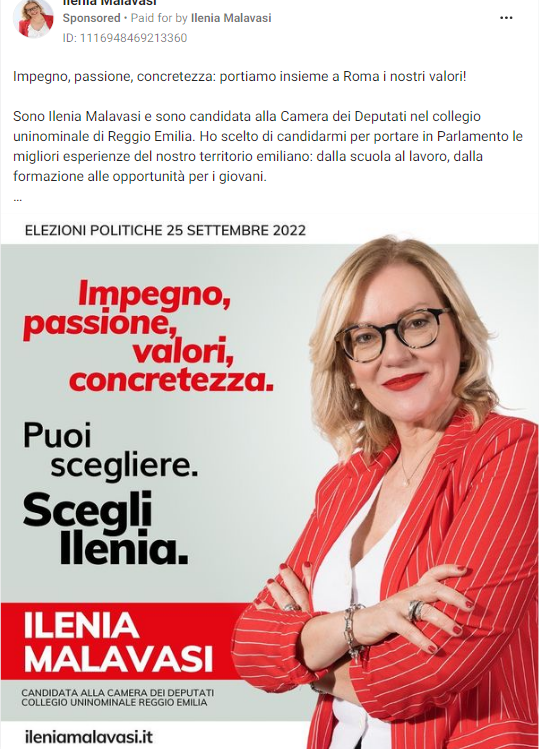 Ilenia Malavasi
Sponsored • Paid for by Ilenia Malavasi
ID: 1116948469213360
Impegno, passione, concretezza: portiamo insieme a Roma i nostri valori!
Sono Ilenia Malavasi e sono candidata alla Camera dei Deputati nel collegio
uninominale di Reggio Emilia. Ho scelto di candidarmi per portare in Parlamento le
migliori esperienze del nostro territorio emiliano: dalla scuola al lavoro, dalla
formazione alle opportunità per i giovani.
...
ELEZIONI POLITICHE 25 SETTEMBRE 2022
Impegno,
passione,
valori,
concretezza.
Puoi
scegliere.
Scegli
Ilenia.
ILENIA
MALAVASI
CANDIDATA ALLA CAMERA DEI DEPUTATI
COLLEGIO UNINOMINALE REGGIO EMILIA
ileniamalavasi.it